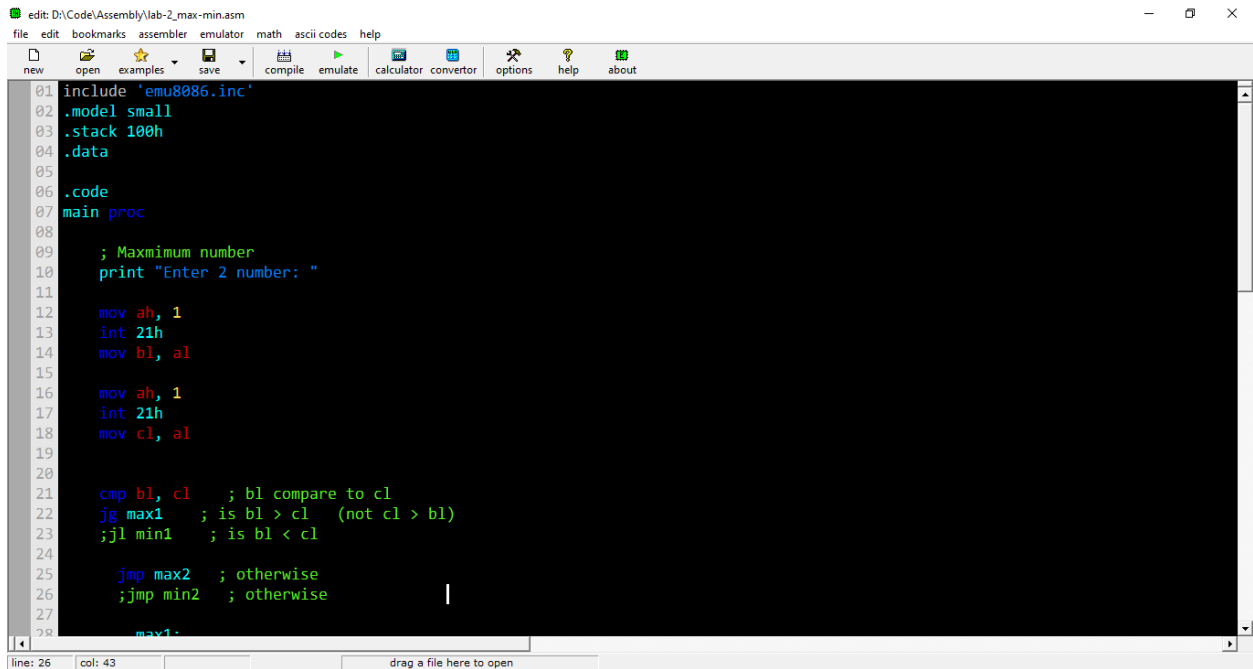 edit: D:\Code\Assembly\lab-2_max-min.asm
file edit bookmarks assembler emulator math ascii codes help
new open examples save compile emulate calculator convertor options help about
01 include 'emu8086.inc'
02 .model small
03 .stack 100h
04 .data
05
06 .code
07 main proc
08
09 ; Maxmimum number
10 print "Enter 2 number: "
11
12 mov ah, 1
13 int 21h
14 mov bl, al
15
16 mov ah, 1
17 int 21h
18 mov cl, al
19
20
21 cmp bl, cl ; bl compare to cl
22 jg max1 ; is bl > cl (not cl > bl)
23 ;jl min1 ; is bl < cl
24
25 jmp max2 ; otherwise
26 ;jmp min2 ; otherwise
27
28 max1:
line: 26 col: 43 drag a file here to open